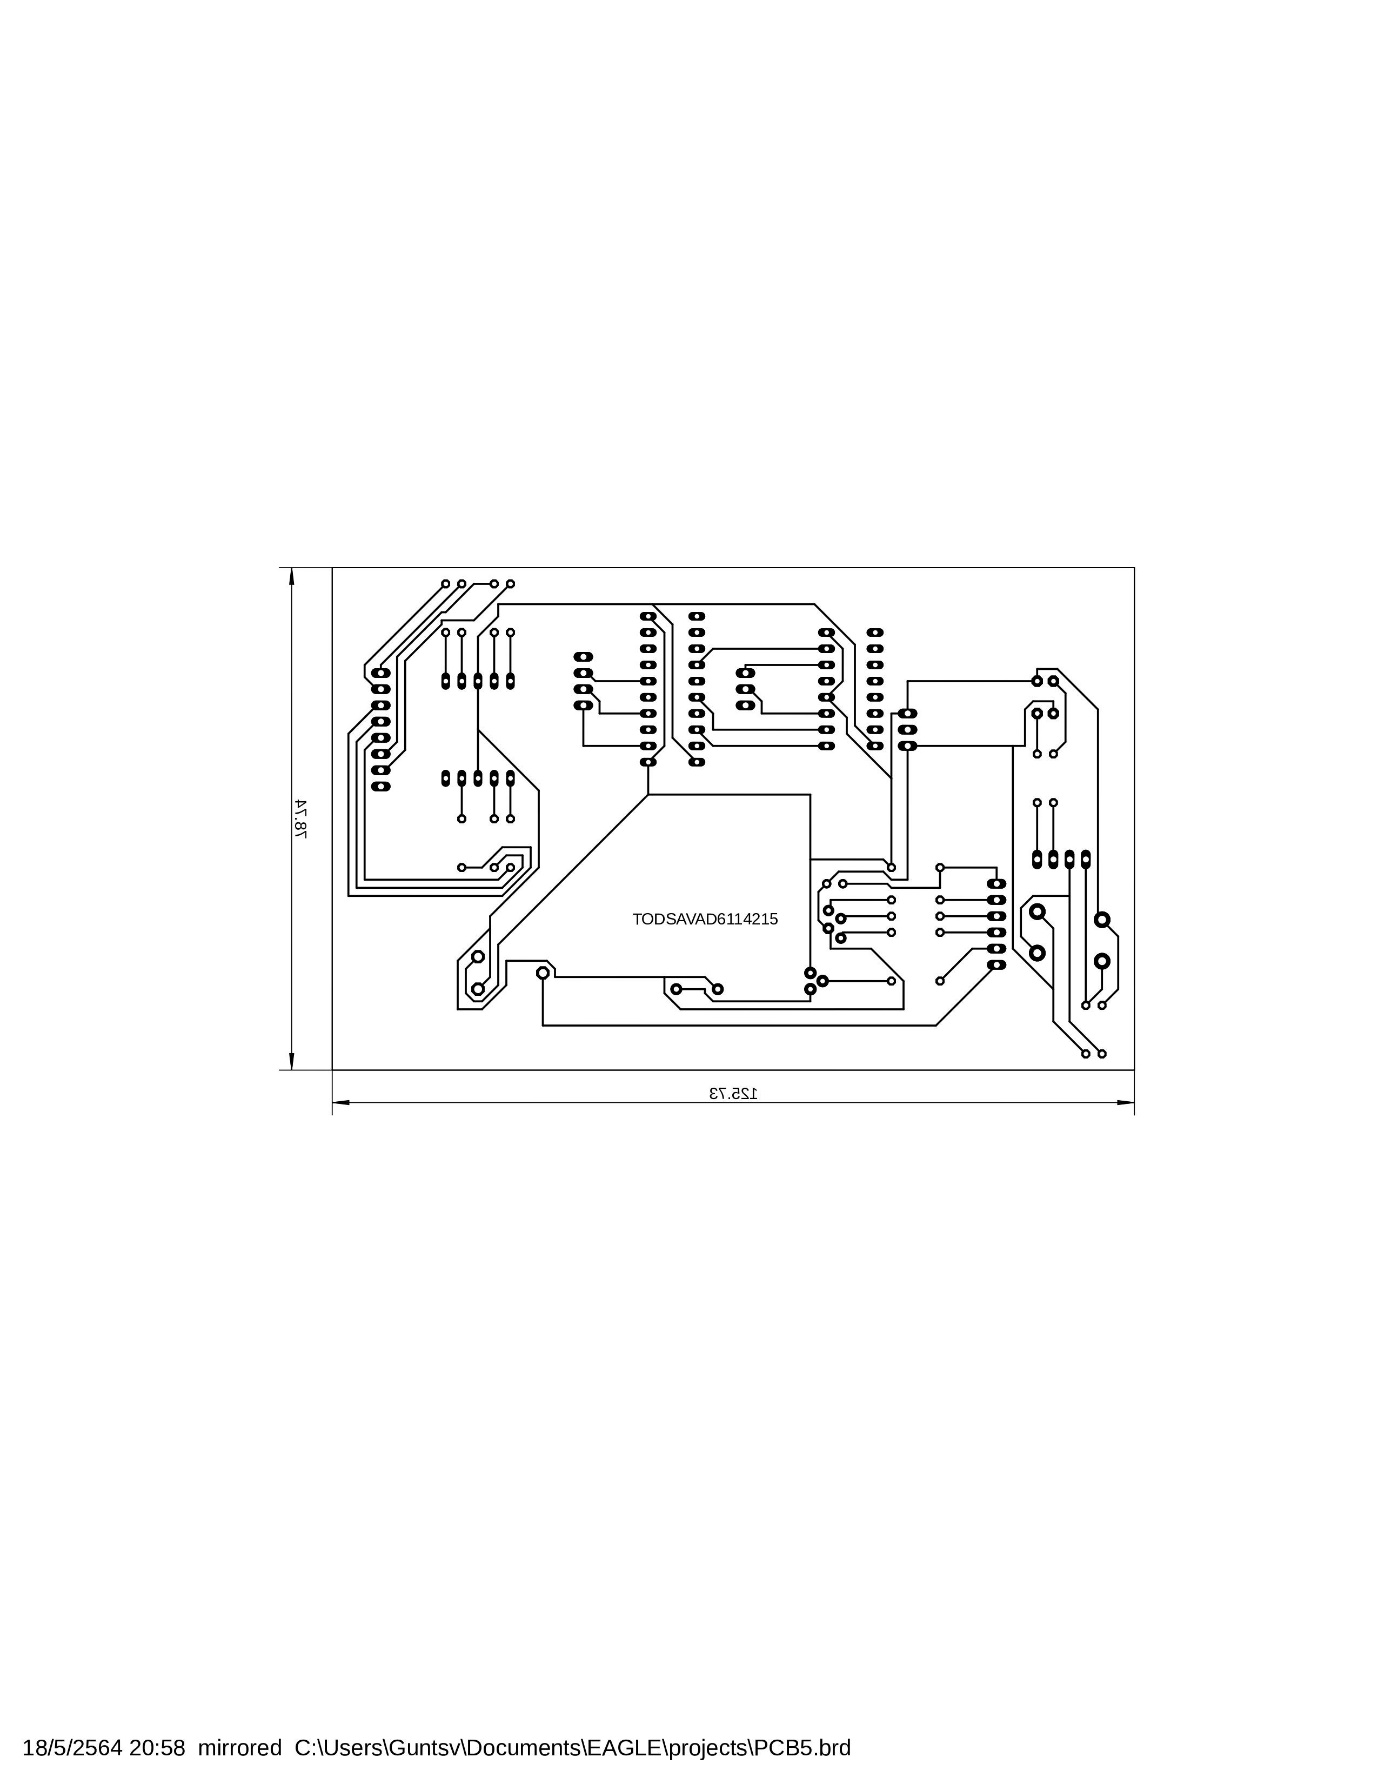 78.74
TODSAVAD6114215
125.73
18/5/2564 20:58 mirrored C:\Users\Guntsv\Documents\EAGLE\projects\PCB5.brd